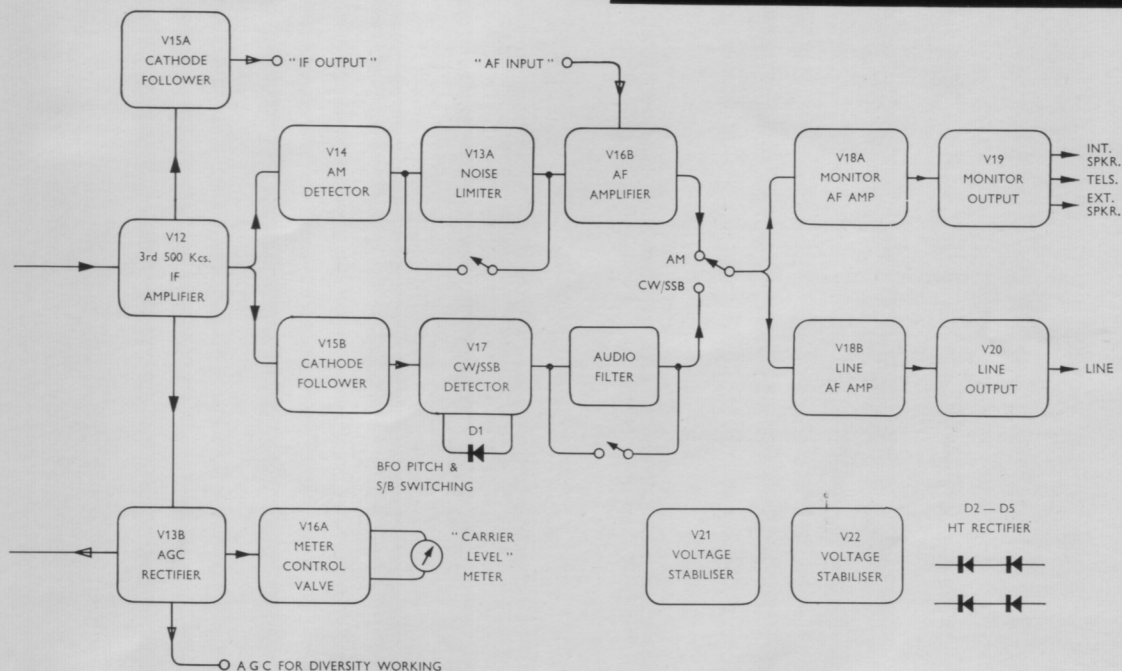 V15A
CATHODE
FOLLOWER
" IF OUTPUT "
" AF INPUT "
V14
AM
DETECTOR
V13A
NOISE
LIMITER
V16B
AF
AMPLIFIER
V18A
MONITOR
AF AMP
V19
MONITOR
OUTPUT
INT.
SPKR.
TELS.
EXT.
SPKR.
V12
3rd 500 Kcs.
IF
AMPLIFIER
AM
CW/SSB
V15B
CATHODE
FOLLOWER
V17
CW/SSB
DETECTOR
AUDIO
FILTER
V18B
LINE
AF AMP
V20
LINE
OUTPUT
LINE
D1
BFO PITCH &
S/B SWITCHING
V13B
AGC
RECTIFIER
V16A
METER
CONTROL
VALVE
" CARRIER
LEVEL "
METER
V21
VOLTAGE
STABILISER
V22
VOLTAGE
STABILISER
D2 — D5
HT RECTIFIER
A G C FOR DIVERSITY WORKING